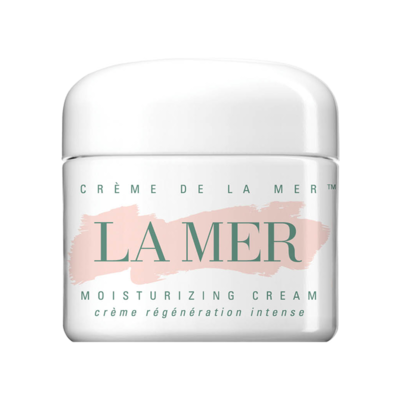 CRÈME DE LA MER™
LA MER
MOISTURIZING CREAM
crème régénération intense